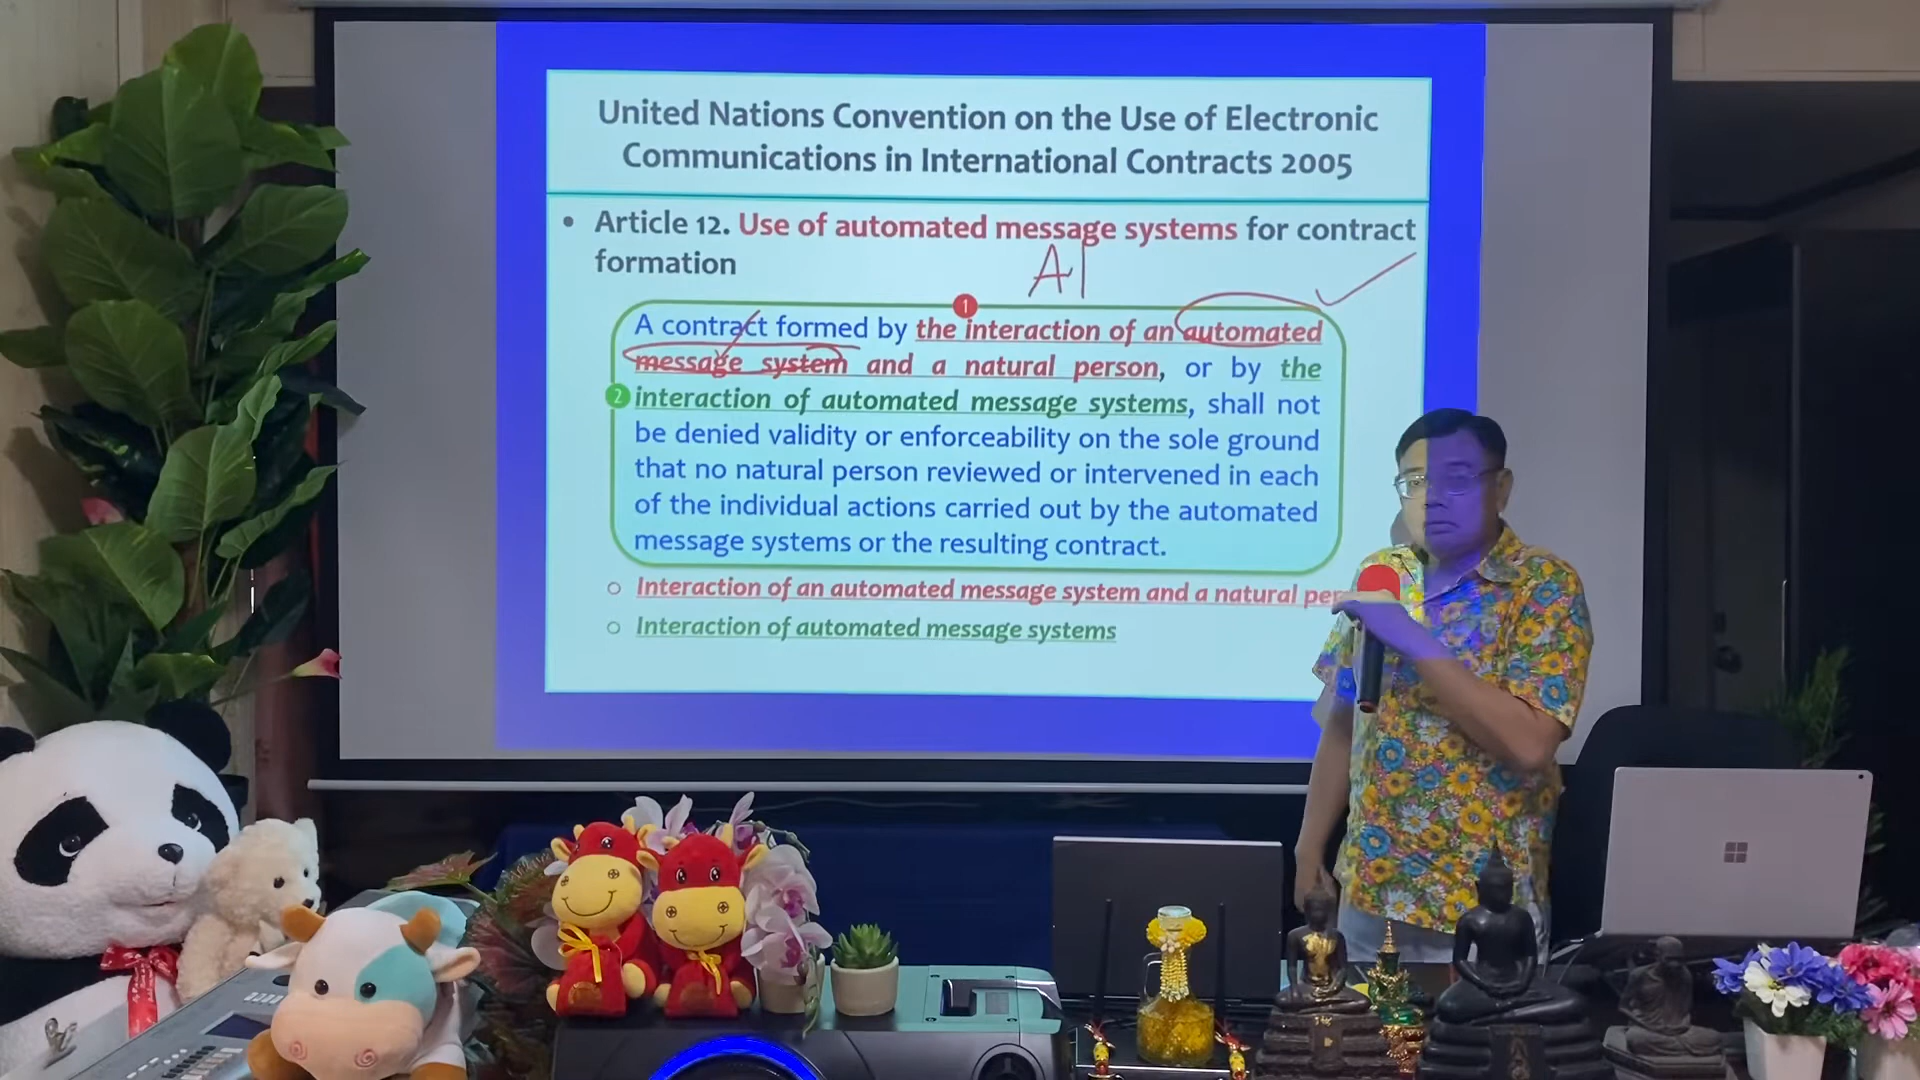 United Nations Convention on the Use of Electronic
Communications in International Contracts 2005
• Article 12. Use of automated message systems for contract
formation
AI
1
A contract formed by the interaction of an automated
message system and a natural person, or by the
2 interaction of automated message systems, shall not
be denied validity or enforceability on the sole ground
that no natural person reviewed or intervened in each
of the individual actions carried out by the automated
message systems or the resulting contract.
○ Interaction of an automated message system and a natural per
○ Interaction of automated message systems